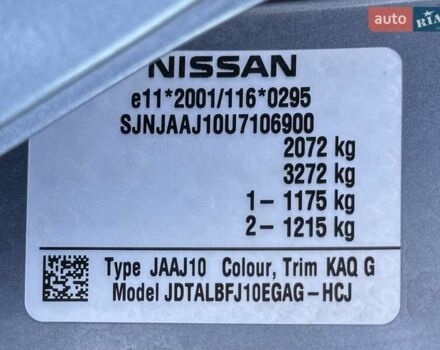 auto RIA
NISSAN
e11*2001/116*0295
SJNJAAJ10U7106900
2072 kg
3272 kg
1- 1175 kg
2- 1215 kg
Type JAAJ10 Colour, Trim KAQ G
Model JDTALBFJ10EGAG-HCJ